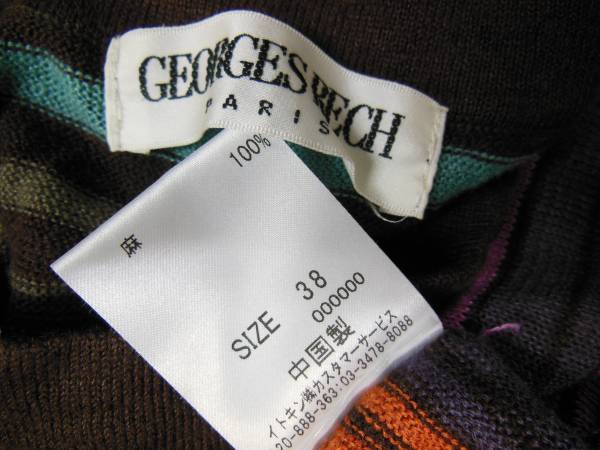 GEORGES RECH
PARIS
麻 100%
SIZE 38
000000
中国製
イトキン㈱カスタマーサービス
20-888-363:03-3478-8088